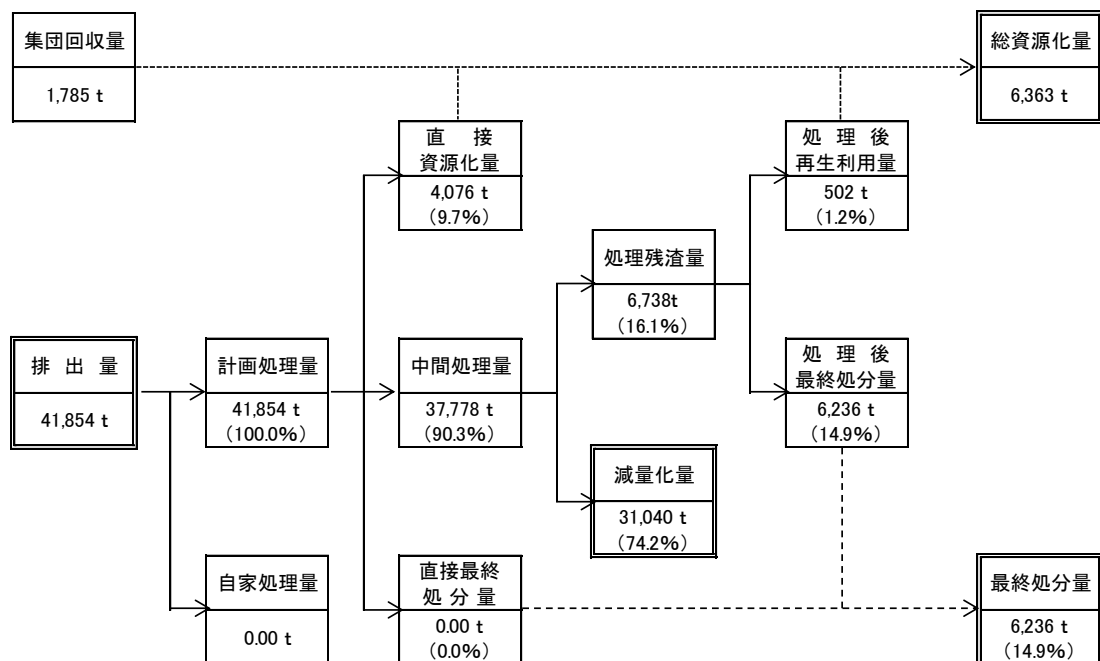 集団回収量
1,785 t
総資源化量
6,363 t
直 接
資源化量
4,076 t
(9.7%)
処 理 後
再生利用量
502 t
(1.2%)
処理残渣量
6,738t
(16.1%)
排 出 量
41,854 t
計画処理量
41,854 t
(100.0%)
中間処理量
37,778 t
(90.3%)
処 理 後
最終処分量
6,236 t
(14.9%)
減量化量
31,040 t
(74.2%)
自家処理量
0.00 t
直接最終
処 分 量
0.00 t
(0.0%)
最終処分量
6,236 t
(14.9%)